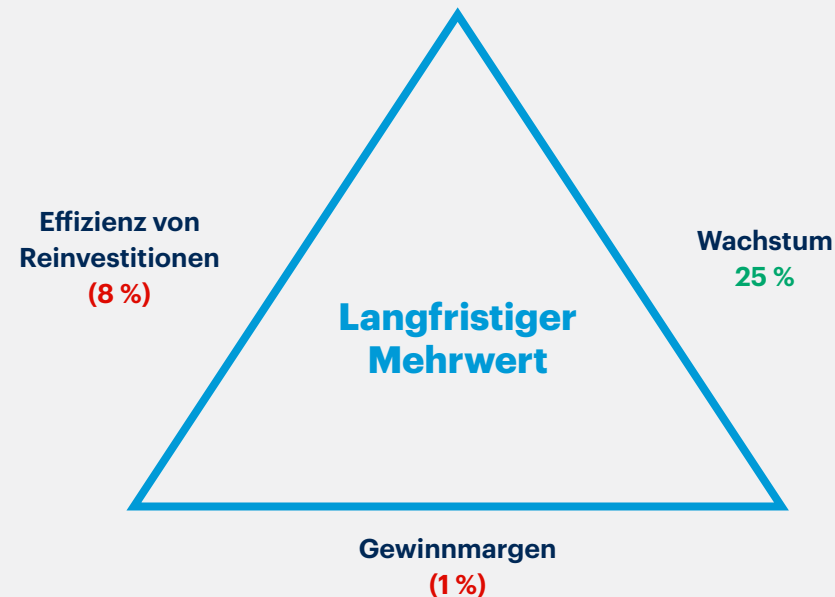 Effizienz von
Reinvestitionen
(8 %)
Wachstum
25 %
Langfristiger
Mehrwert
Gewinnmargen
(1 %)